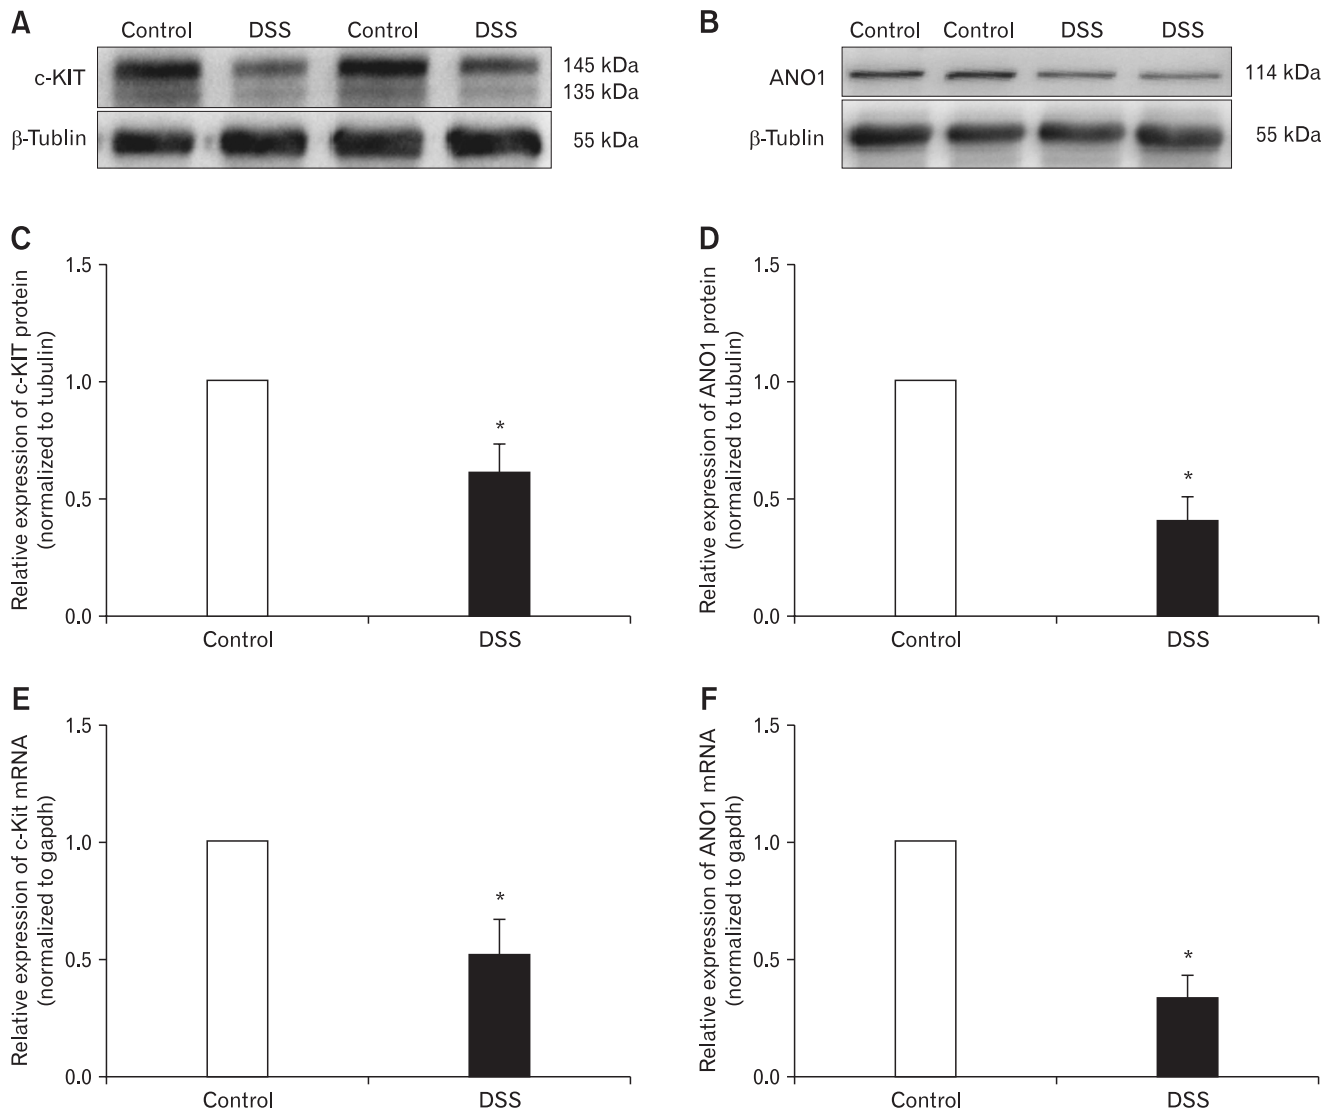 A
Control DSS Control DSS
c-KIT
145 kDa
135 kDa
β-Tublin
55 kDa
B
Control Control DSS DSS
ANO1
114 kDa
β-Tublin
55 kDa
C
Relative expression of c-KIT protein
(normalized to tubulin)
1.5
1.0
0.5
0.0
*
Control DSS
D
Relative expression of ANO1 protein
(normalized to tubulin)
1.5
1.0
0.5
0.0
*
Control DSS
E
Relative expression of c-Kit mRNA
(normalized to gapdh)
1.5
1.0
0.5
0.0
*
Control DSS
F
Relative expression of ANO1 mRNA
(normalized to gapdh)
1.5
1.0
0.5
0.0
*
Control DSS